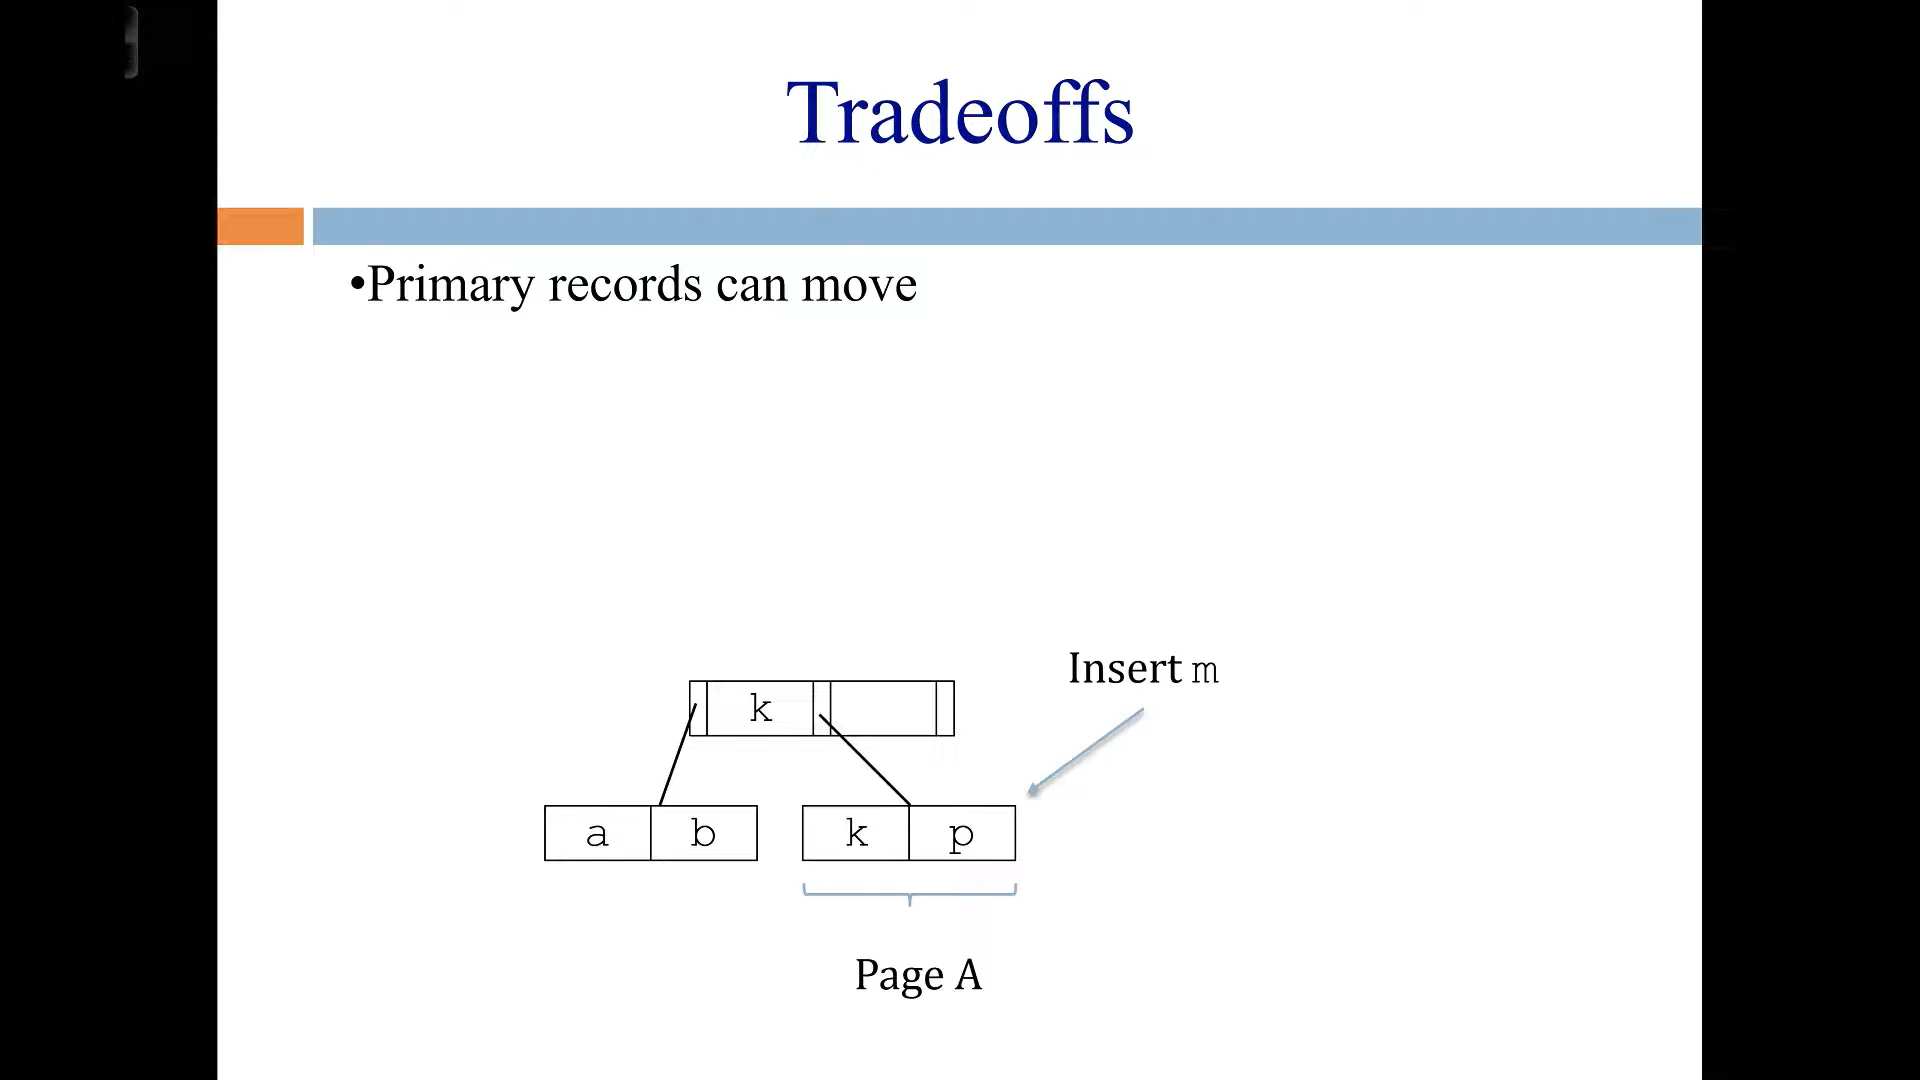 Tradeoffs
•Primary records can move
Insert m
k
a b k p
Page A